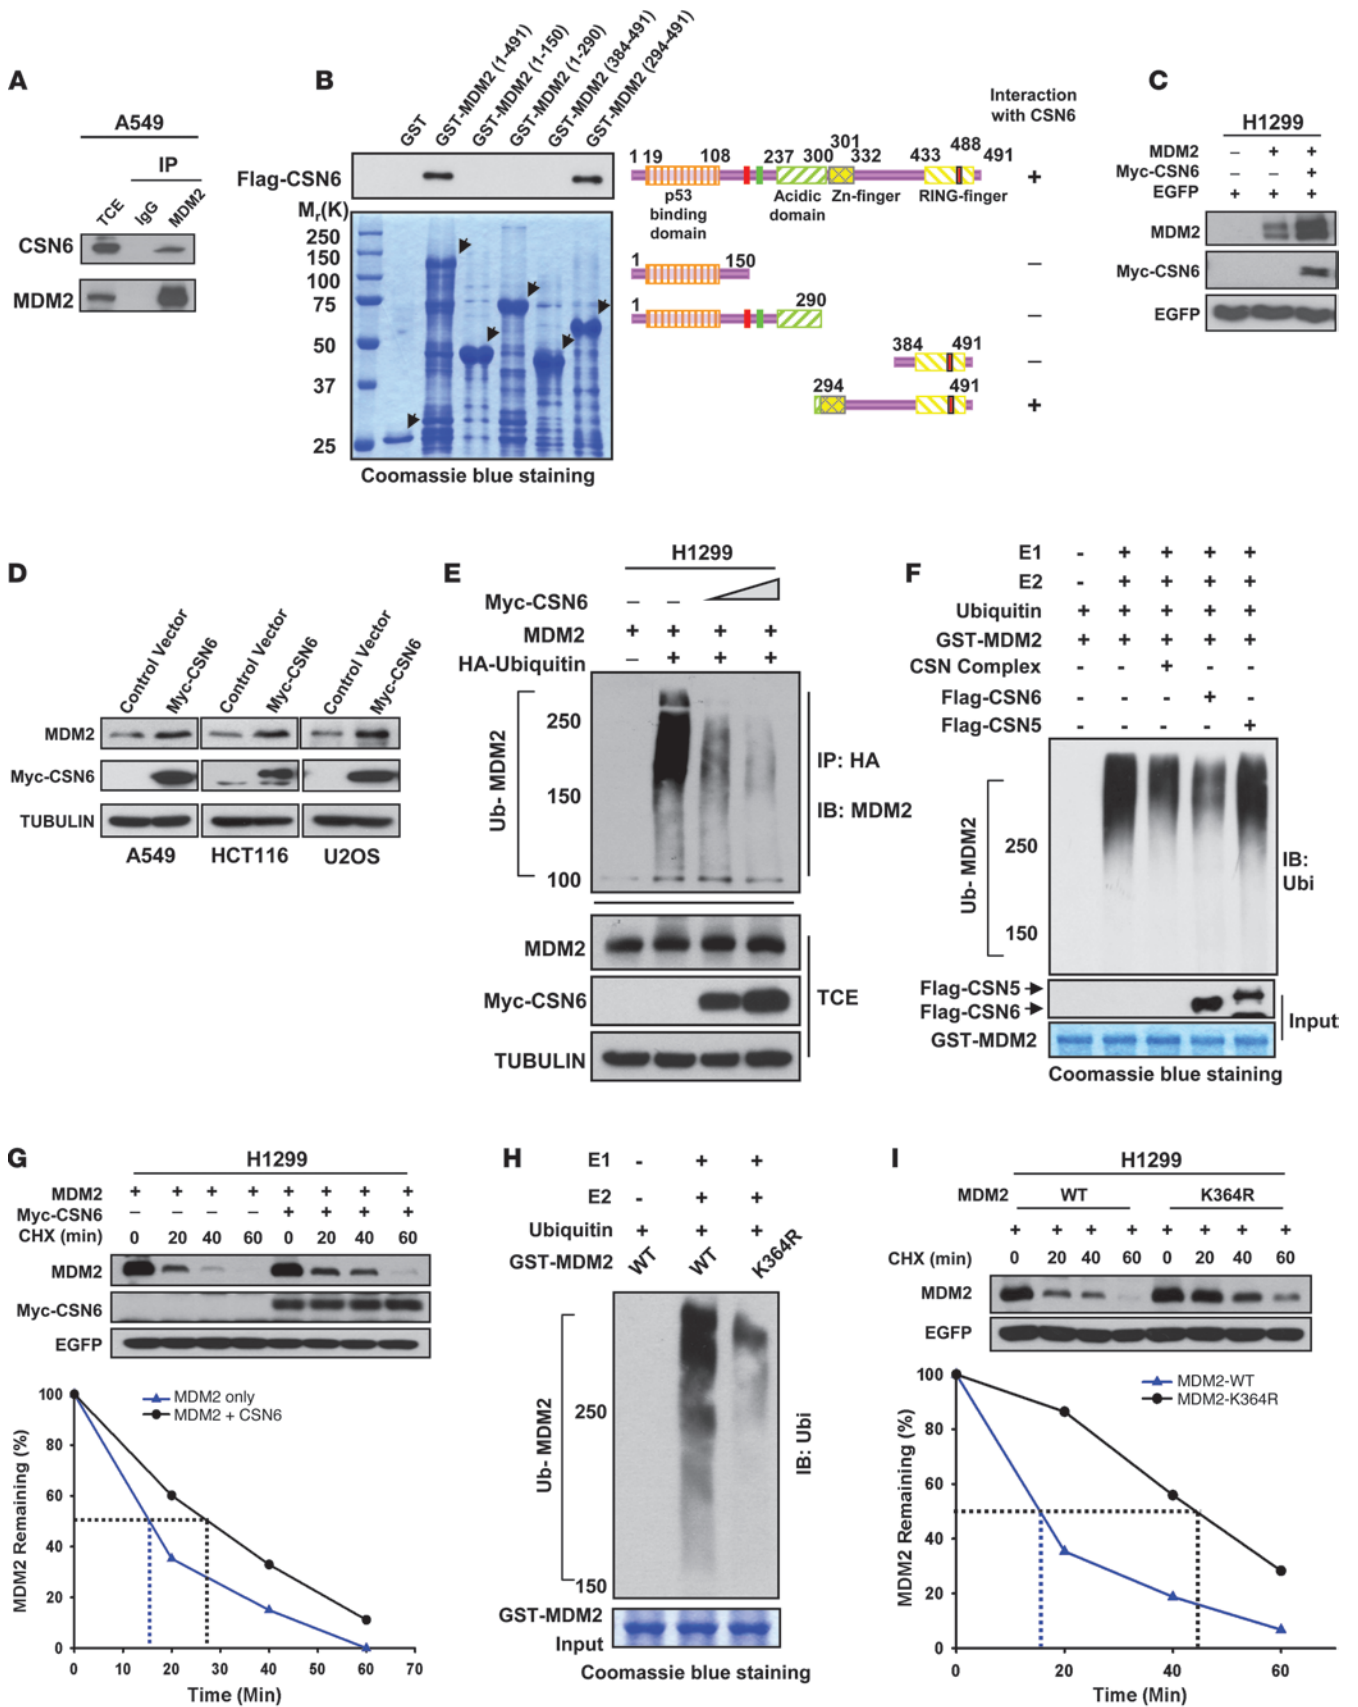 A
A549
IP
TCE
IgG
MDM2
CSN6
MDM2
B
GST
GST-MDM2 (1-491)
GST-MDM2 (1-150)
GST-MDM2 (1-290)
GST-MDM2 (384-491)
GST-MDM2 (294-491)
Flag-CSN6
Mr(K)
250
150
100
75
50
37
25
Coomassie blue staining
Interaction
with CSN6
1 19 108 237 300 301 332 433 488 491
p53
binding
domain
Acidic
domain
Zn-finger
RING-finger
+
1 150 –
1 290 –
384 491 –
294 491 +
C
H1299
MDM2 – + +
Myc-CSN6 – – +
EGFP + + +
MDM2
Myc-CSN6
EGFP
D
Control Vector
Myc-CSN6
Control Vector
Myc-CSN6
Control Vector
Myc-CSN6
MDM2
Myc-CSN6
TUBULIN
A549 HCT116 U2OS
E
H1299
Myc-CSN6 – –
MDM2 + + + +
HA-Ubiquitin – + + +
Ub- MDM2
250
150
100
IP: HA
IB: MDM2
MDM2
Myc-CSN6
TUBULIN
TCE
F
E1 - + + + +
E2 - + + + +
Ubiquitin + + + + +
GST-MDM2 + + + + +
CSN Complex - - + - -
Flag-CSN6 - - - + -
Flag-CSN5 - - - - +
Ub- MDM2
250
150
IB:
Ubi
Flag-CSN5
Flag-CSN6
GST-MDM2
Input
Coomassie blue staining
G
H1299
MDM2 + + + + + + + +
Myc-CSN6 – – – – + + + +
CHX (min) 0 20 40 60 0 20 40 60
MDM2
Myc-CSN6
EGFP
MDM2 only
MDM2 + CSN6
MDM2 Remaining (%)
100
80
60
40
20
0
0 10 20 30 40 50 60 70
Time (Min)
H
E1 - + +
E2 - + +
Ubiquitin + + +
GST-MDM2 WT WT K364R
Ub- MDM2
250
150
IB: Ubi
GST-MDM2
Input
Coomassie blue staining
I
H1299
MDM2 WT K364R
+ + + + + + + +
CHX (min) 0 20 40 60 0 20 40 60
MDM2
EGFP
MDM2-WT
MDM2-K364R
MDM2 Remaining (%)
100
80
60
40
20
0
0 20 40 60
Time (Min)